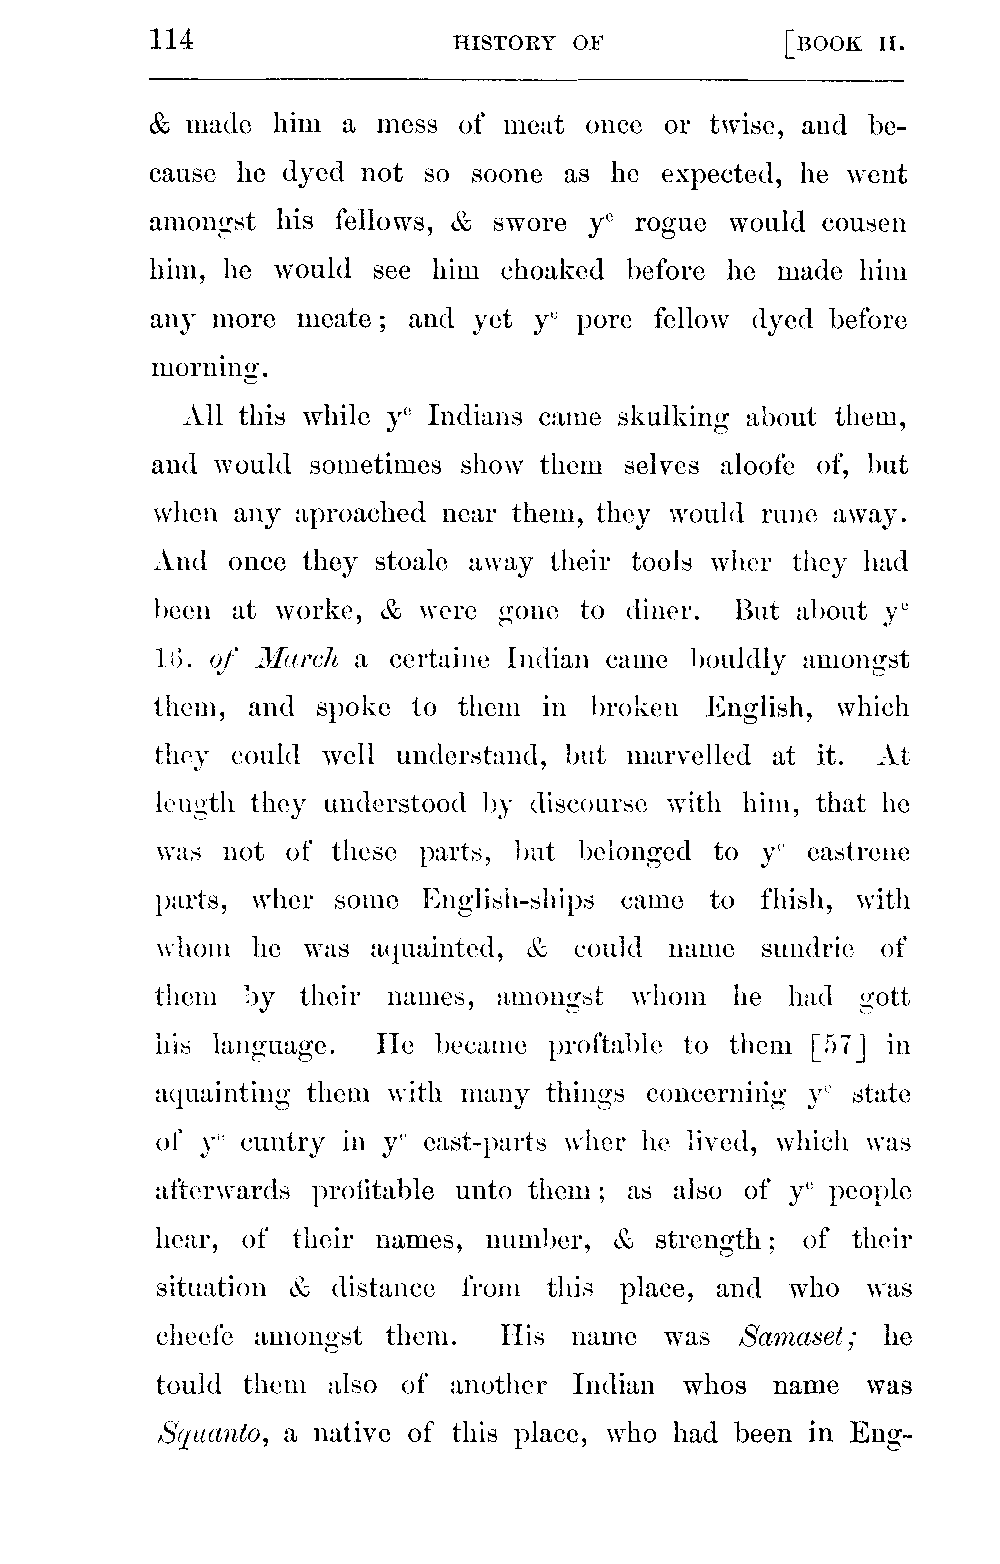 114 HISTORY OF [BOOK II.
& made him a mess of meat once or twise, and be-
cause he dyed not so soone as he expected, he went
amongst his fellows, & swore yᵉ rogue would cousen
him, he would see him choaked before he made him
any more meate; and yet yᵉ pore fellow dyed before
morning.
All this while yᵉ Indians came skulking about them,
and would sometimes show them selves aloofe of, but
when any aproached near them, they would rune away.
And once they stoale away their tools wher they had
been at worke, & were gone to diner. But about yᵉ
16. of March a certaine Indian came bouldly amongst
them, and spoke to them in broken English, which
they could well understand, but marvelled at it. At
length they understood by discourse with him, that he
was not of these parts, but belonged to yᵉ eastrene
parts, wher some English-ships came to fhish, with
whom he was aquainted, & could name sundrie of
them by their names, amongst whom he had gott
his language. He became proftable to them [57] in
aquainting them with many things concerning yᵉ state
of yᵉ cuntry in yᵉ east-parts wher he lived, which was
afterwards profitable unto them; as also of yᵉ people
hear, of their names, number, & strength; of their
situation & distance from this place, and who was
cheefe amongst them. His name was Samaset; he
tould them also of another Indian whos name was
Squanto, a native of this place, who had been in Eng-